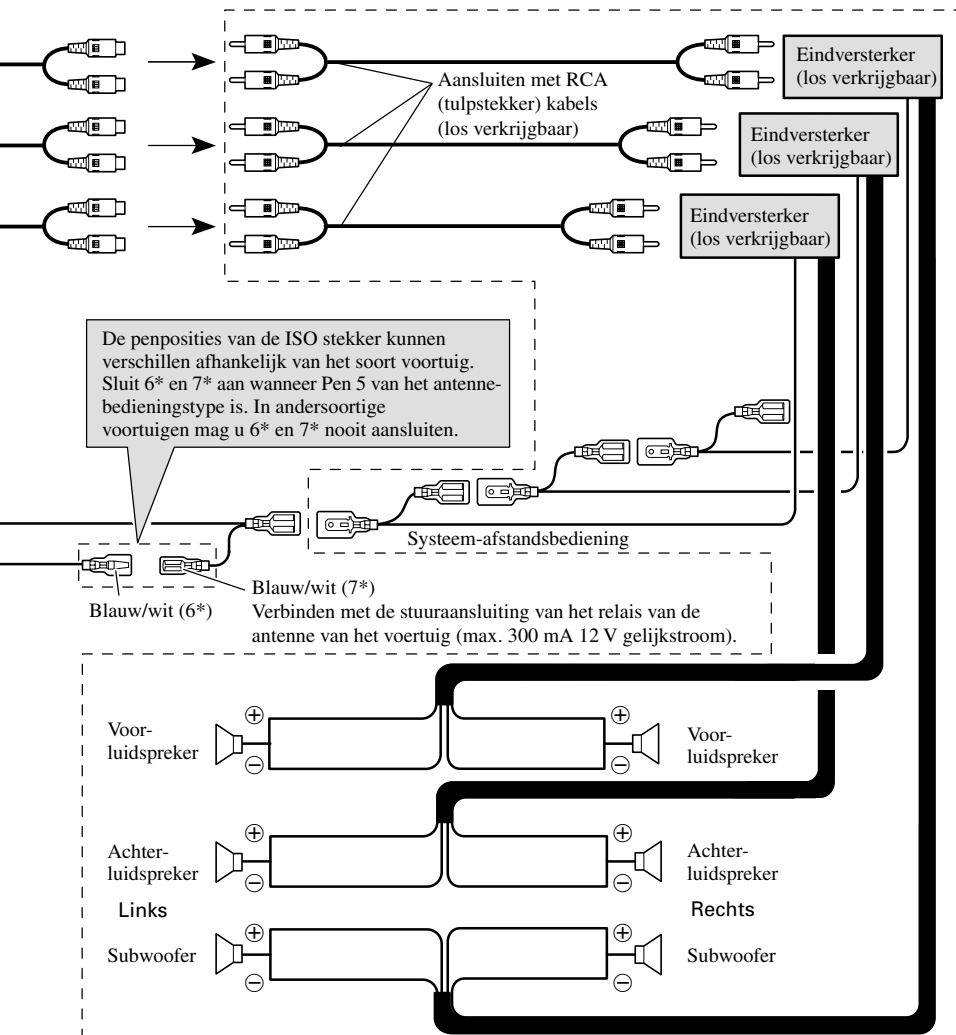 Eindversterker
(los verkrijgbaar)
Aansluiten met RCA
(tulpstekker) kabels
(los verkrijgbaar)
Eindversterker
(los verkrijgbaar)
Eindversterker
(los verkrijgbaar)
De penposities van de ISO stekker kunnen
verschillen afhankelijk van het soort voortuig.
Sluit 6* en 7* aan wanneer Pen 5 van het antenne-
bedieningstype is. In andersoortige
voortuigen mag u 6* en 7* nooit aansluiten.
Systeem-afstandsbediening
Blauw/wit (6*)
Blauw/wit (7*)
Verbinden met de stuuraansluiting van het relais van de
antenne van het voertuig (max. 300 mA 12 V gelijkstroom).
Voor-
luidspreker
+
−
+
−
Voor-
luidspreker
Achter-
luidspreker
+
−
+
−
Achter-
luidspreker
Links
Rechts
Subwoofer
+
−
+
−
Subwoofer